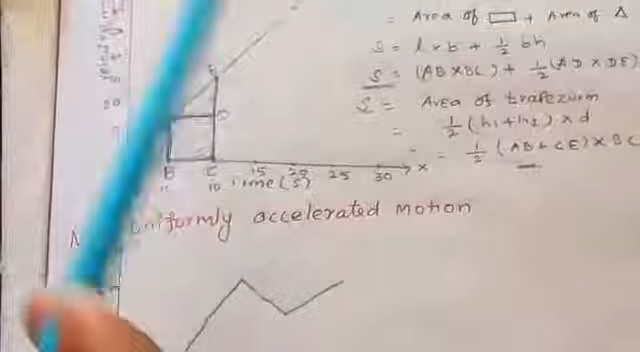 = Area of ▭ + Area of Δ
S = l × b + ½ bh
S = (AB × BC) + ½ (AD × DE)
S = Area of trapezium
= ½ (h1 + h2) × d
= ½ (AB + CE) × BC
E
D
B C 15 20 25 30 x
10 Time (s)
uniformly accelerated motion